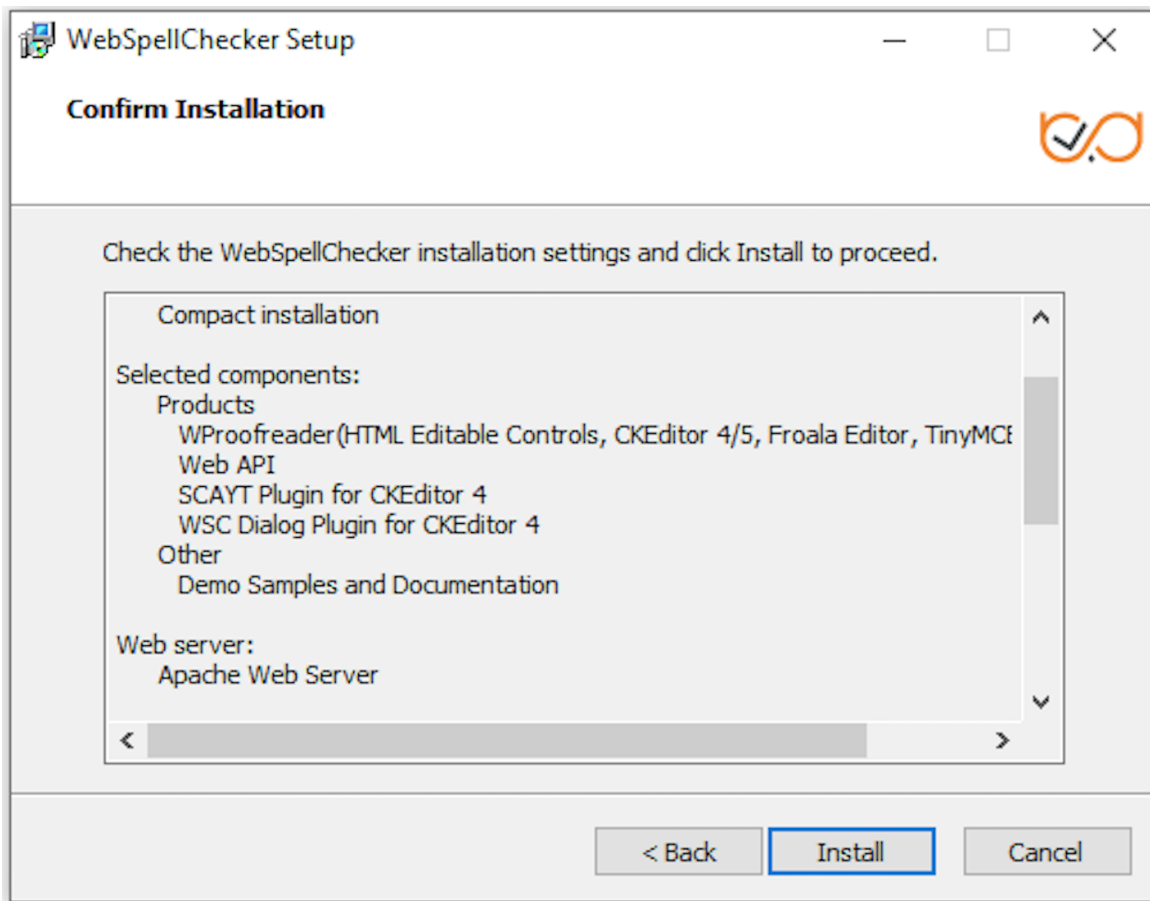 WebSpellChecker Setup
Confirm Installation
Check the WebSpellChecker installation settings and click Install to proceed.
Compact installation
Selected components:
Products
WProofreader(HTML Editable Controls, CKEditor 4/5, Froala Editor, TinyMCE
Web API
SCAYT Plugin for CKEditor 4
WSC Dialog Plugin for CKEditor 4
Other
Demo Samples and Documentation
Web server:
Apache Web Server
< Back Install Cancel